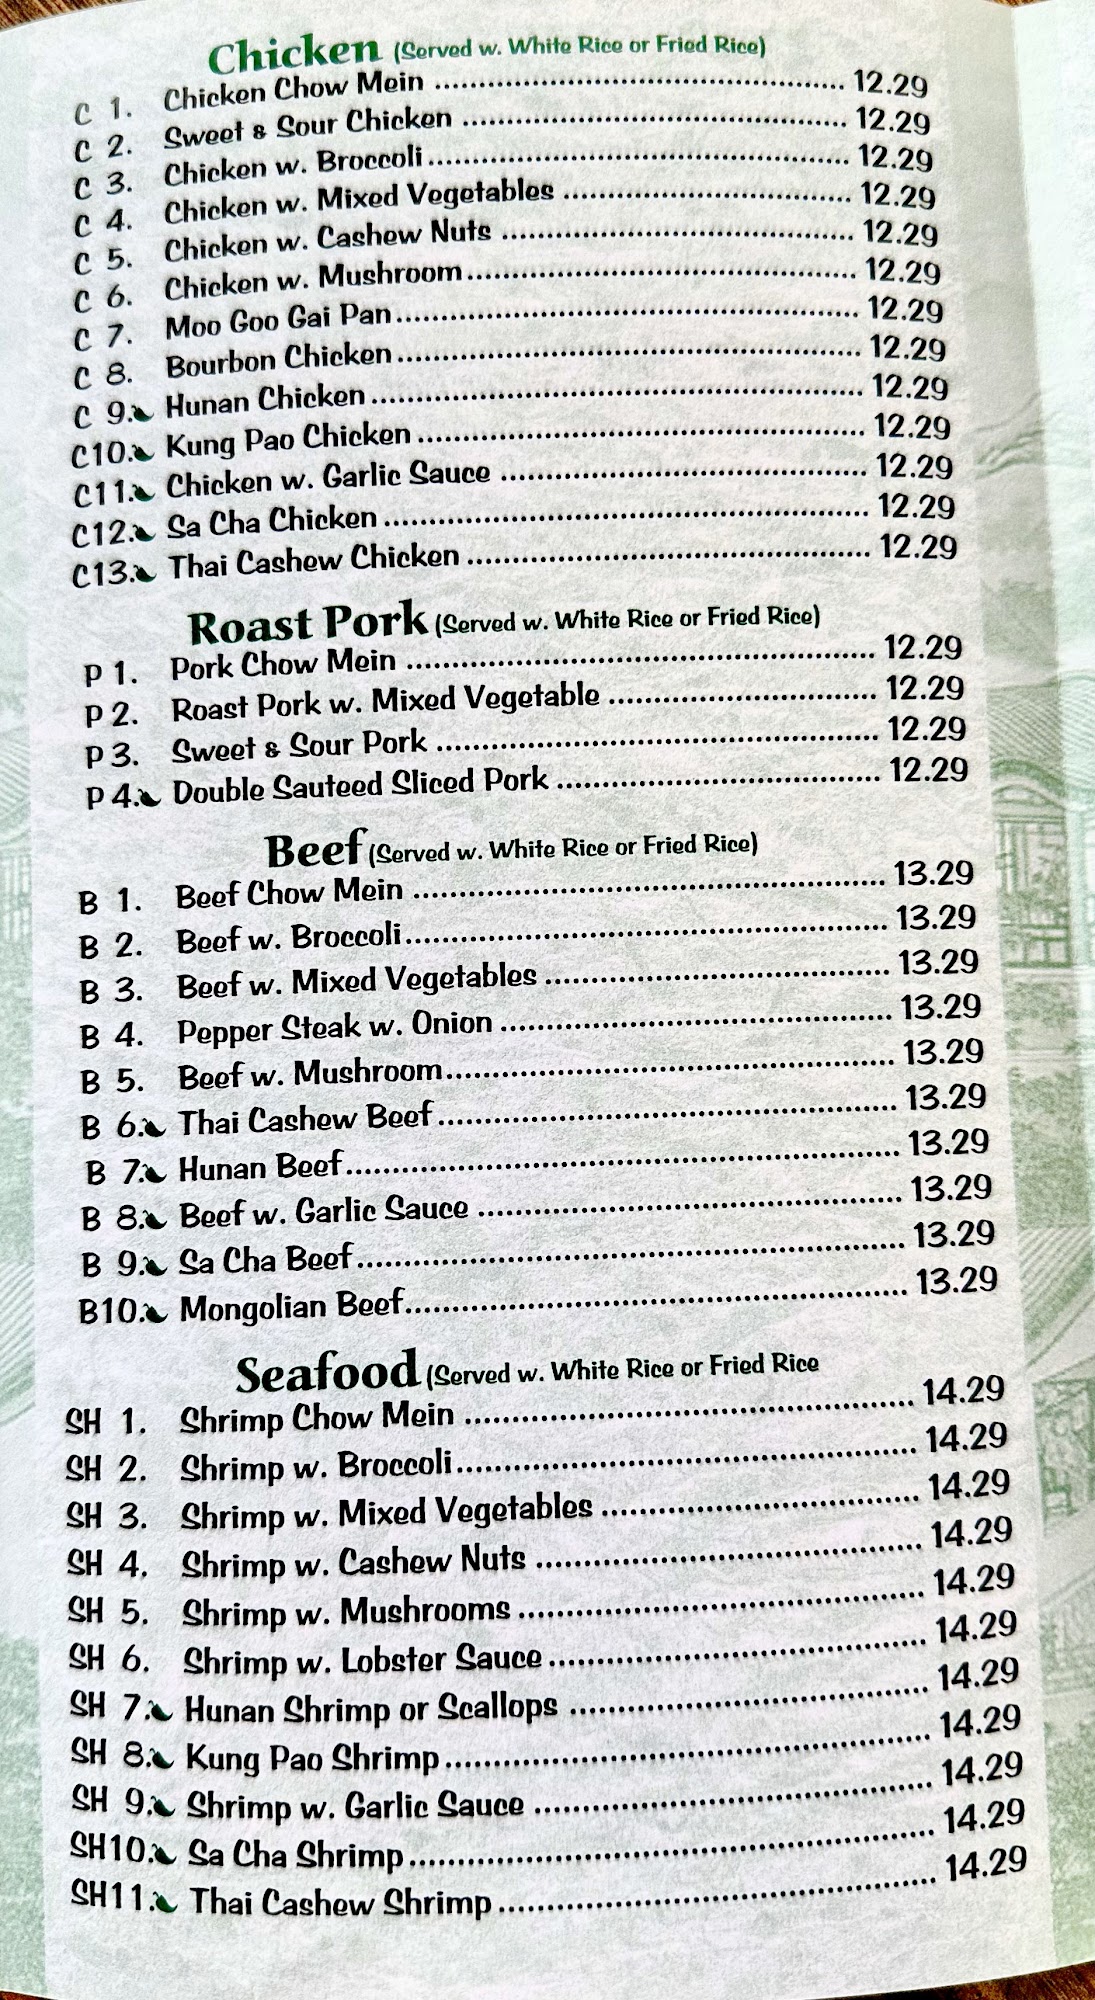 Chicken (Served w. White Rice or Fried Rice)
C 1. Chicken Chow Mein 12.29
C 2. Sweet & Sour Chicken 12.29
C 3. Chicken w. Broccoli 12.29
C 4. Chicken w. Mixed Vegetables 12.29
C 5. Chicken w. Cashew Nuts 12.29
C 6. Chicken w. Mushroom 12.29
C 7. Moo Goo Gai Pan 12.29
C 8. Bourbon Chicken 12.29
C 9. Hunan Chicken 12.29
C10. Kung Pao Chicken 12.29
C11. Chicken w. Garlic Sauce 12.29
C12. Sa Cha Chicken 12.29
C13. Thai Cashew Chicken 12.29
Roast Pork (Served w. White Rice or Fried Rice)
P 1. Pork Chow Mein 12.29
P 2. Roast Pork w. Mixed Vegetable 12.29
P 3. Sweet & Sour Pork 12.29
P 4. Double Sauteed Sliced Pork 12.29
Beef (Served w. White Rice or Fried Rice)
B 1. Beef Chow Mein 13.29
B 2. Beef w. Broccoli 13.29
B 3. Beef w. Mixed Vegetables 13.29
B 4. Pepper Steak w. Onion 13.29
B 5. Beef w. Mushroom 13.29
B 6. Thai Cashew Beef 13.29
B 7. Hunan Beef 13.29
B 8. Beef w. Garlic Sauce 13.29
B 9. Sa Cha Beef 13.29
B10. Mongolian Beef 13.29
Seafood (Served w. White Rice or Fried Rice
SH 1. Shrimp Chow Mein 14.29
SH 2. Shrimp w. Broccoli 14.29
SH 3. Shrimp w. Mixed Vegetables 14.29
SH 4. Shrimp w. Cashew Nuts 14.29
SH 5. Shrimp w. Mushrooms 14.29
SH 6. Shrimp w. Lobster Sauce 14.29
SH 7. Hunan Shrimp or Scallops 14.29
SH 8. Kung Pao Shrimp 14.29
SH 9. Shrimp w. Garlic Sauce 14.29
SH10. Sa Cha Shrimp 14.29
SH11. Thai Cashew Shrimp 14.29